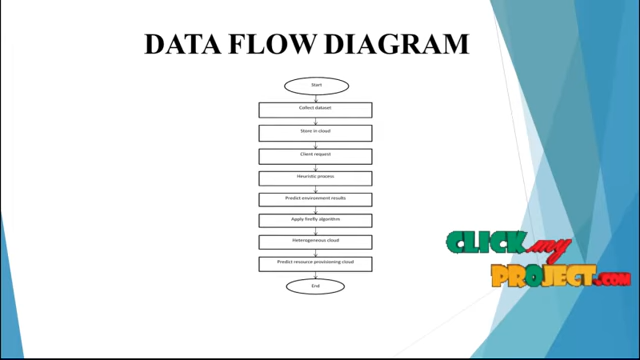 DATA FLOW DIAGRAM
Start
Collect dataset
Store in cloud
Client request
Heuristic process
Predict environment results
Apply firefly algorithm
Heterogeneous cloud
Predict resource provisioning cloud
End
CLICK my
PROJECT.COM